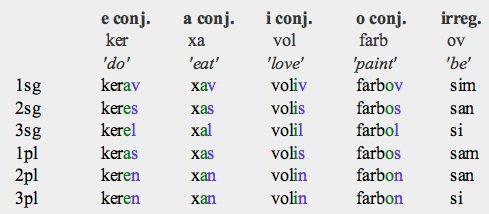 e conj. a conj. i conj. o conj. irreg.
ker xa vol farb ov
'do' 'eat' 'love' 'paint' 'be'
1sg kerav xav voliv farbov sim
2sg keres xas volis farbos san
3sg kerel xal volil farbol si
1pl keras xas volis farbos sam
2pl keren xan volin farbon san
3pl keren xan volin farbon si